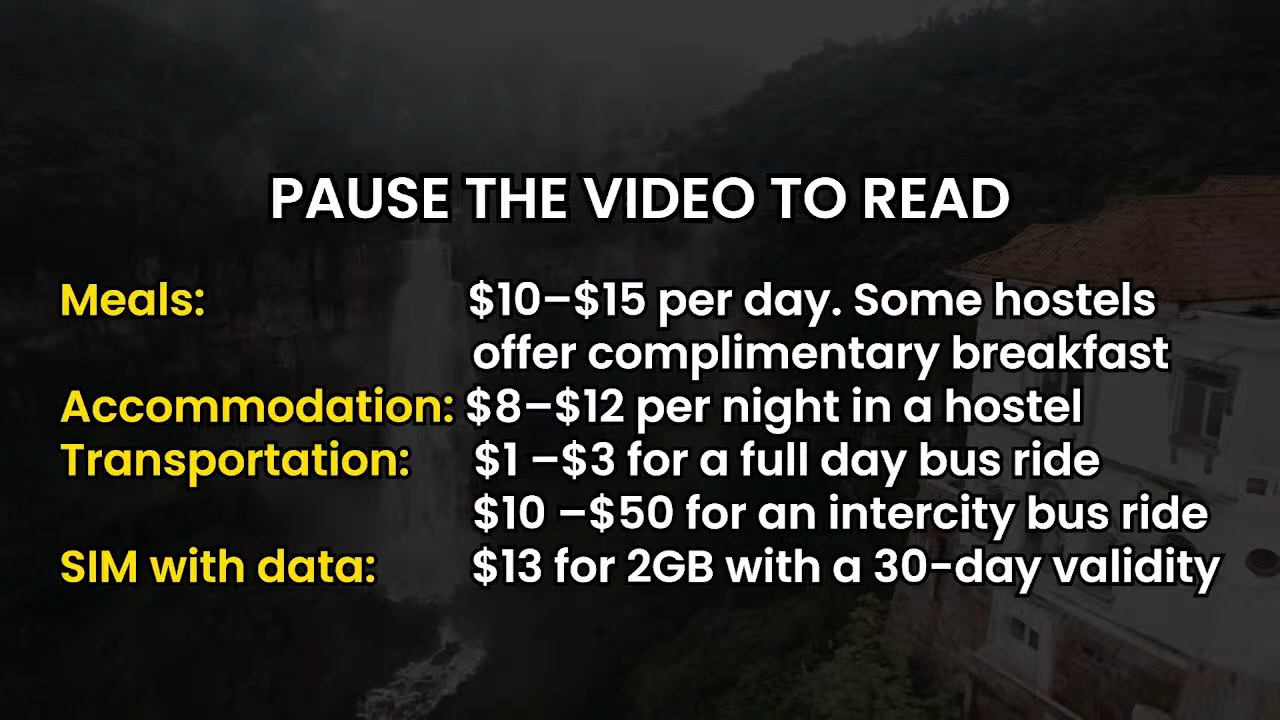 PAUSE THE VIDEO TO READ
Meals: $10–$15 per day. Some hostels
offer complimentary breakfast
Accommodation: $8–$12 per night in a hostel
Transportation: $1 –$3 for a full day bus ride
$10 –$50 for an intercity bus ride
SIM with data: $13 for 2GB with a 30-day validity